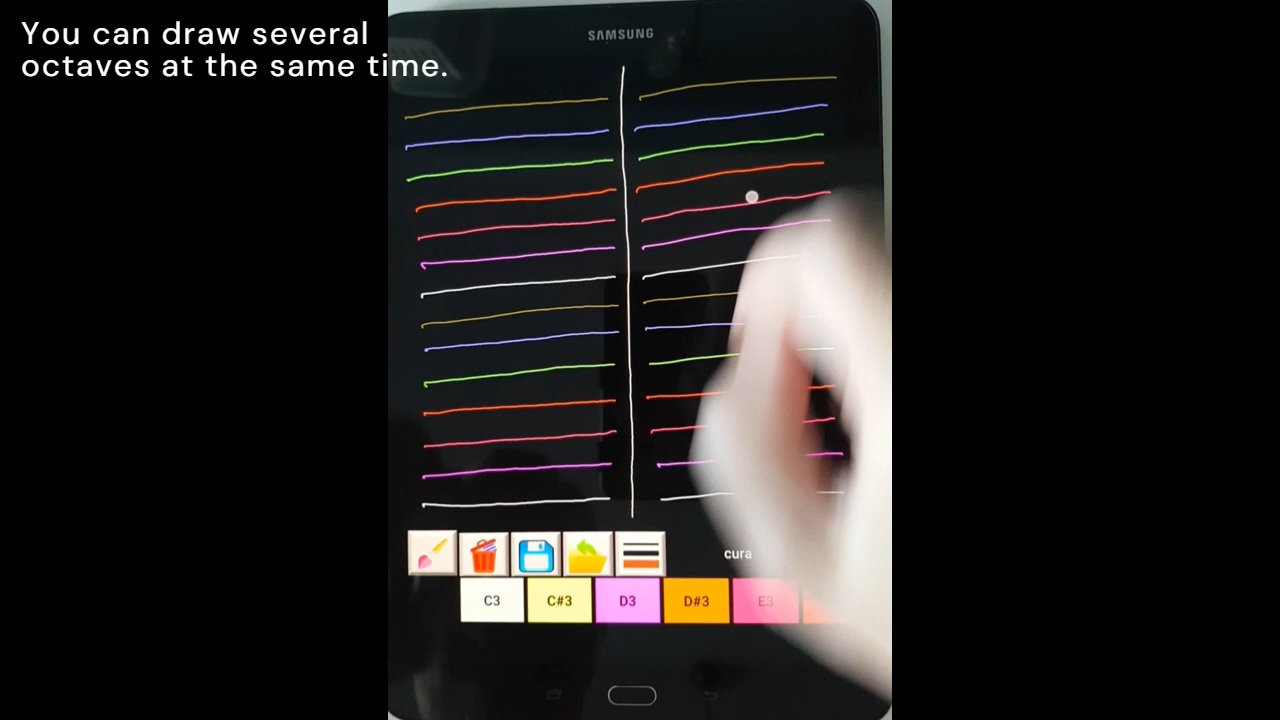 You can draw several
octaves at the same time.
SAMSUNG
cura
C3 C#3 D3 D#3 E3